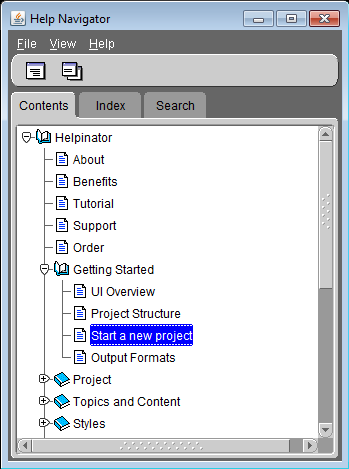 Help Navigator
File View Help
Contents Index Search
Helpinator
About
Benefits
Tutorial
Support
Order
Getting Started
UI Overview
Project Structure
Start a new project
Output Formats
Project
Topics and Content
Styles